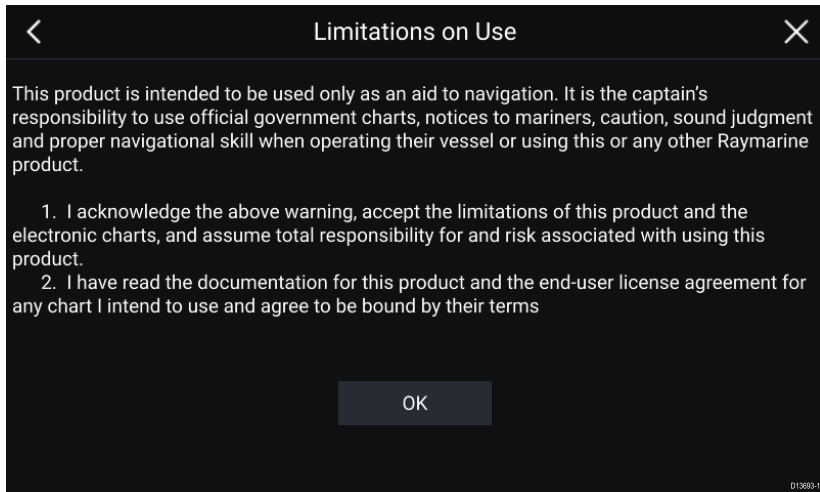 Limitations on Use
This product is intended to be used only as an aid to navigation. It is the captain’s
responsibility to use official government charts, notices to mariners, caution, sound judgment
and proper navigational skill when operating their vessel or using this or any other Raymarine
product.
1. I acknowledge the above warning, accept the limitations of this product and the
electronic charts, and assume total responsibility for and risk associated with using this
product.
2. I have read the documentation for this product and the end-user license agreement for
any chart I intend to use and agree to be bound by their terms
OK
D13693-1